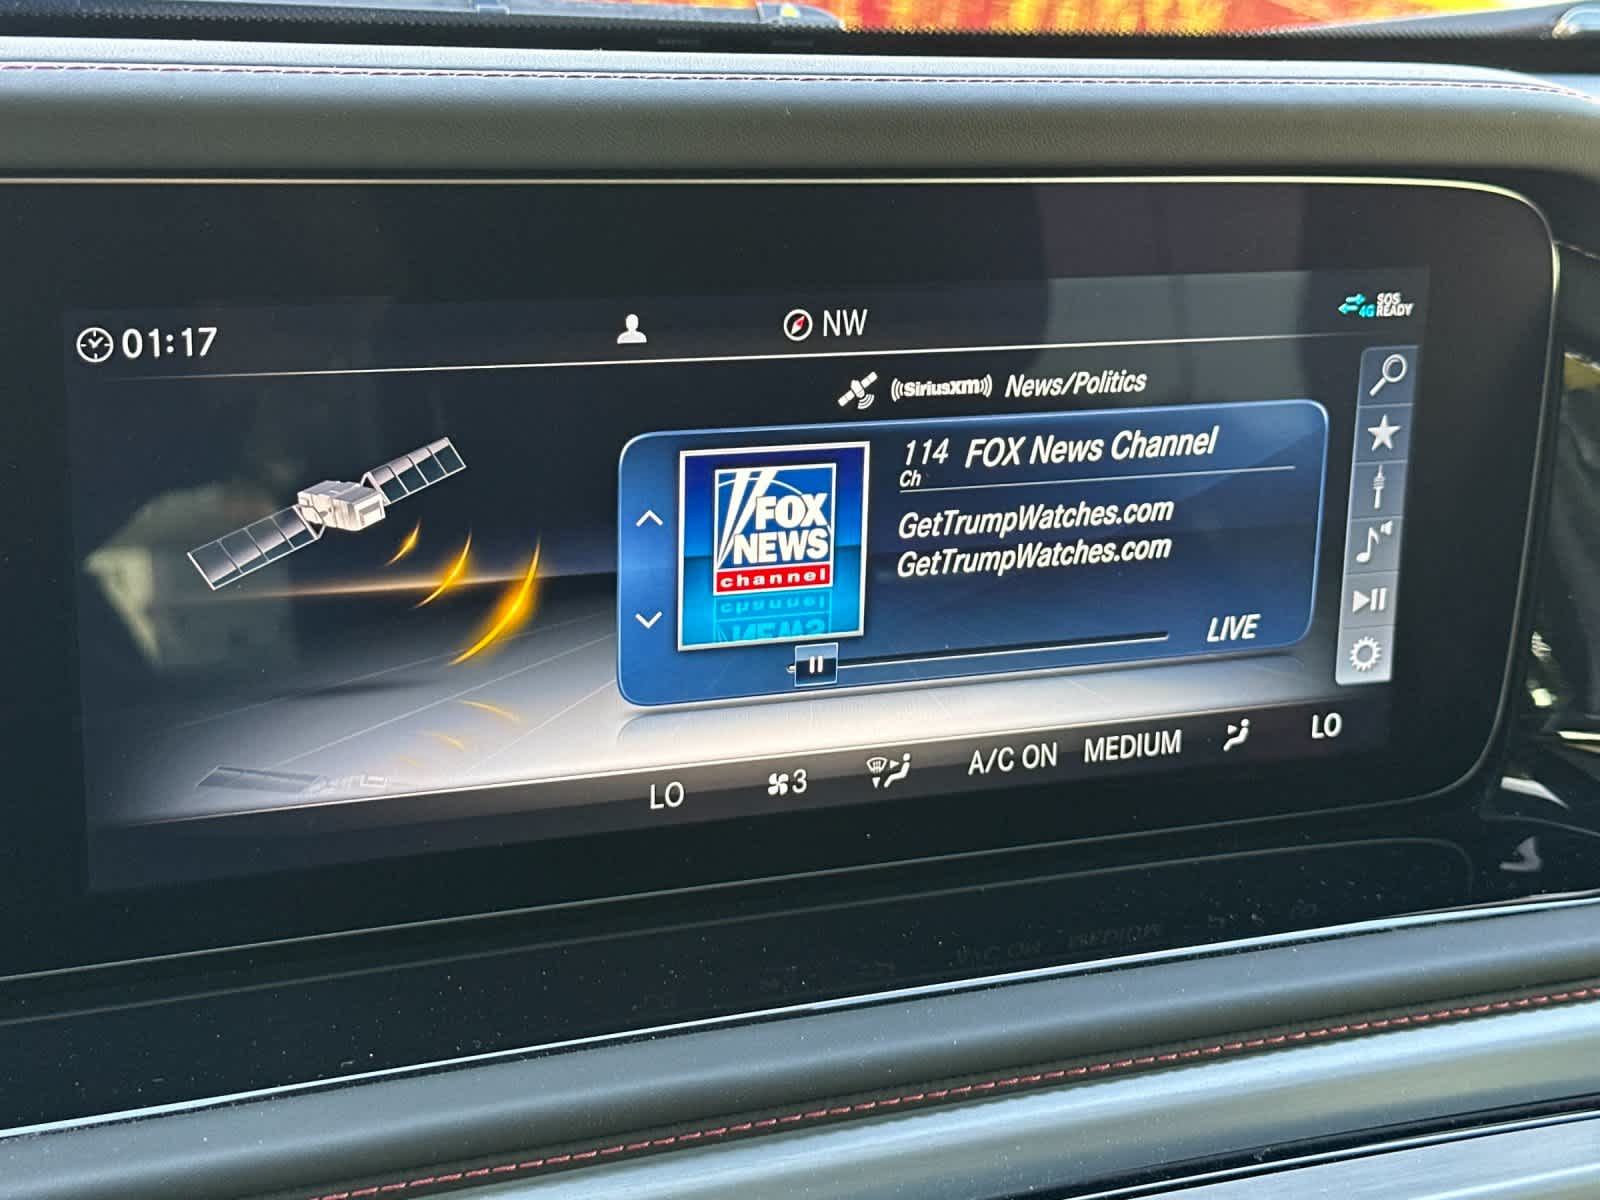 01:17
NW
4G SOS READY
((SiriusXM)) News/Politics
114 FOX News Channel
Ch
FOX
NEWS
channel
GetTrumpWatches.com
GetTrumpWatches.com
LIVE
LO 3 A/C ON MEDIUM LO